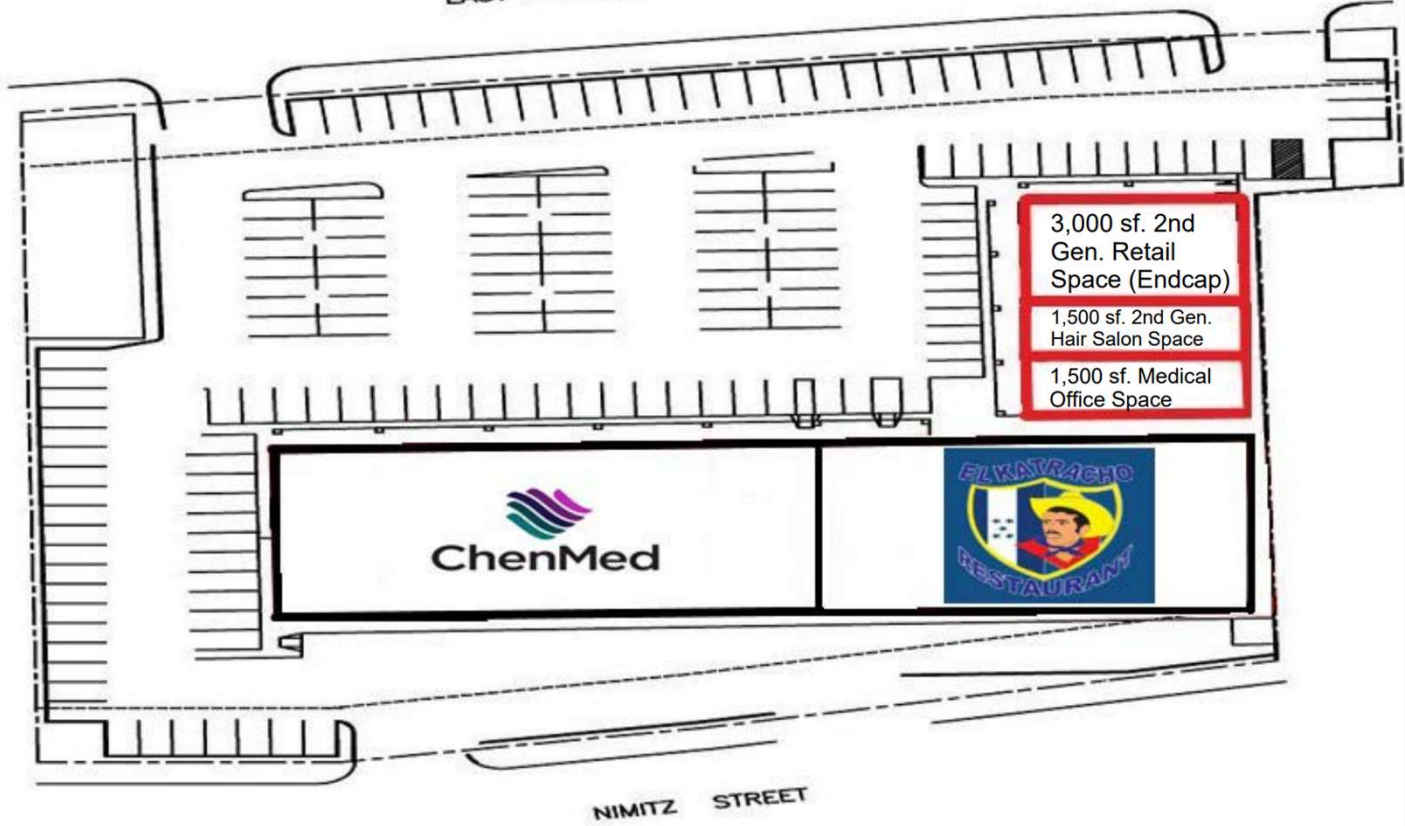 3,000 sf. 2nd
Gen. Retail
Space (Endcap)
1,500 sf. 2nd Gen.
Hair Salon Space
1,500 sf. Medical
Office Space
ChenMed
EL KATRACHO
RESTAURANT
NIMITZ STREET